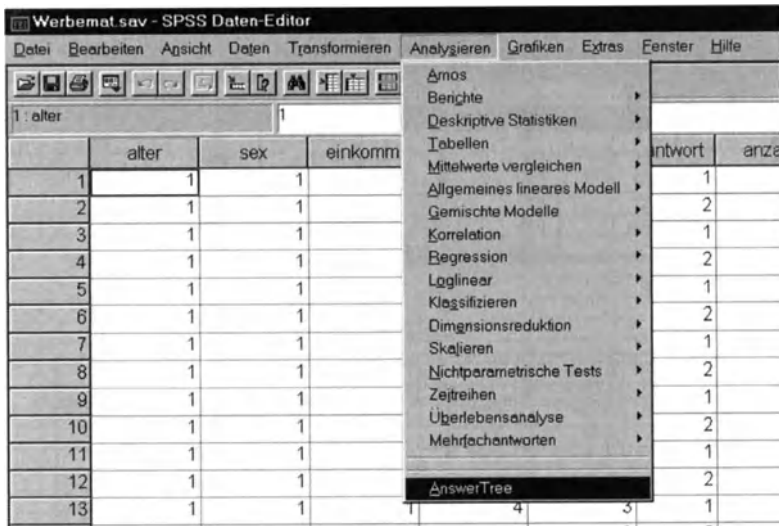 Werbemat.sav - SPSS Daten-Editor
Datei Bearbeiten Ansicht Daten Transformieren Analysieren Grafiken Extras Fenster Hilfe
1 : alter 1
alter sex einkomm antwort anza
1 1 1 1
2 1 1 2
3 1 1 1
4 1 1 2
5 1 1 1
6 1 1 2
7 1 1 1
8 1 1 2
9 1 1 1
10 1 1 2
11 1 1 1
12 1 1 2
13 1 1 1 4 3 1
Amos
Berichte
Deskriptive Statistiken
Tabellen
Mittelwerte vergleichen
Allgemeines lineares Modell
Gemischte Modelle
Korrelation
Regression
Loglinear
Klassifizieren
Dimensionsreduktion
Skalieren
Nichtparametrische Tests
Zeitreihen
Überlebensanalyse
Mehrfachantworten
AnswerTree